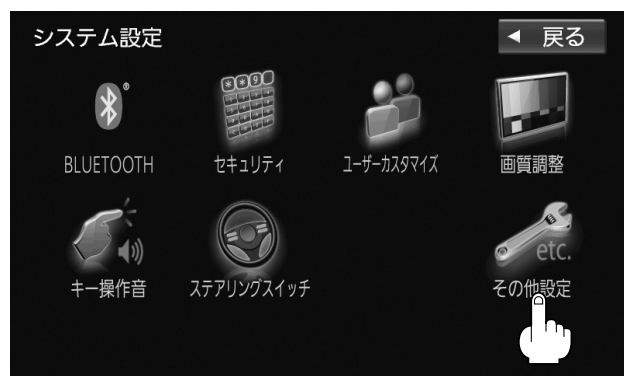 システム設定
◀ 戻る
BLUETOOTH
セキュリティ
ユーザーカスタマイズ
画質調整
etc.
キー操作音
ステアリングスイッチ
その他設定